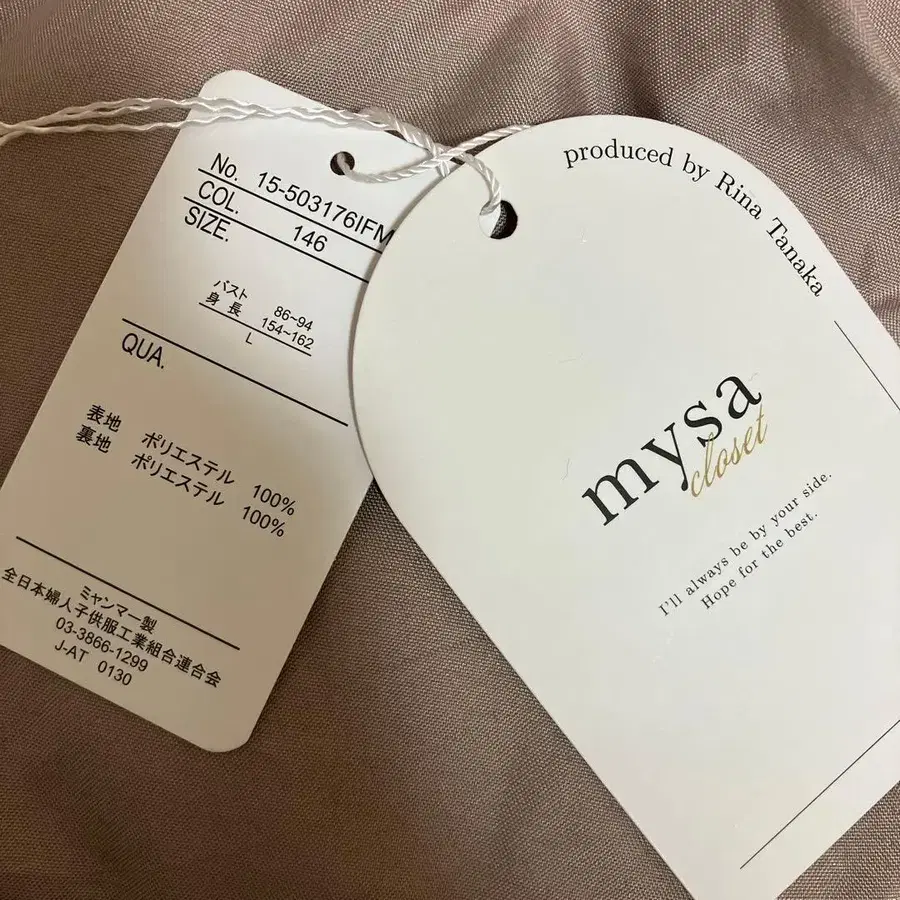 No. 15-503176IFM
COL. 146
SIZE.
バスト 86~94
身 長 154~162
L
QUA.
表地 ポリエステル 100%
裏地 ポリエステル 100%
ミャンマー製
全日本婦人子供服工業組合連合会
03-3866-1299
J-AT 0130
produced by Rina Tanaka
mysa
closet
I'll always be by your side.
Hope for the best.